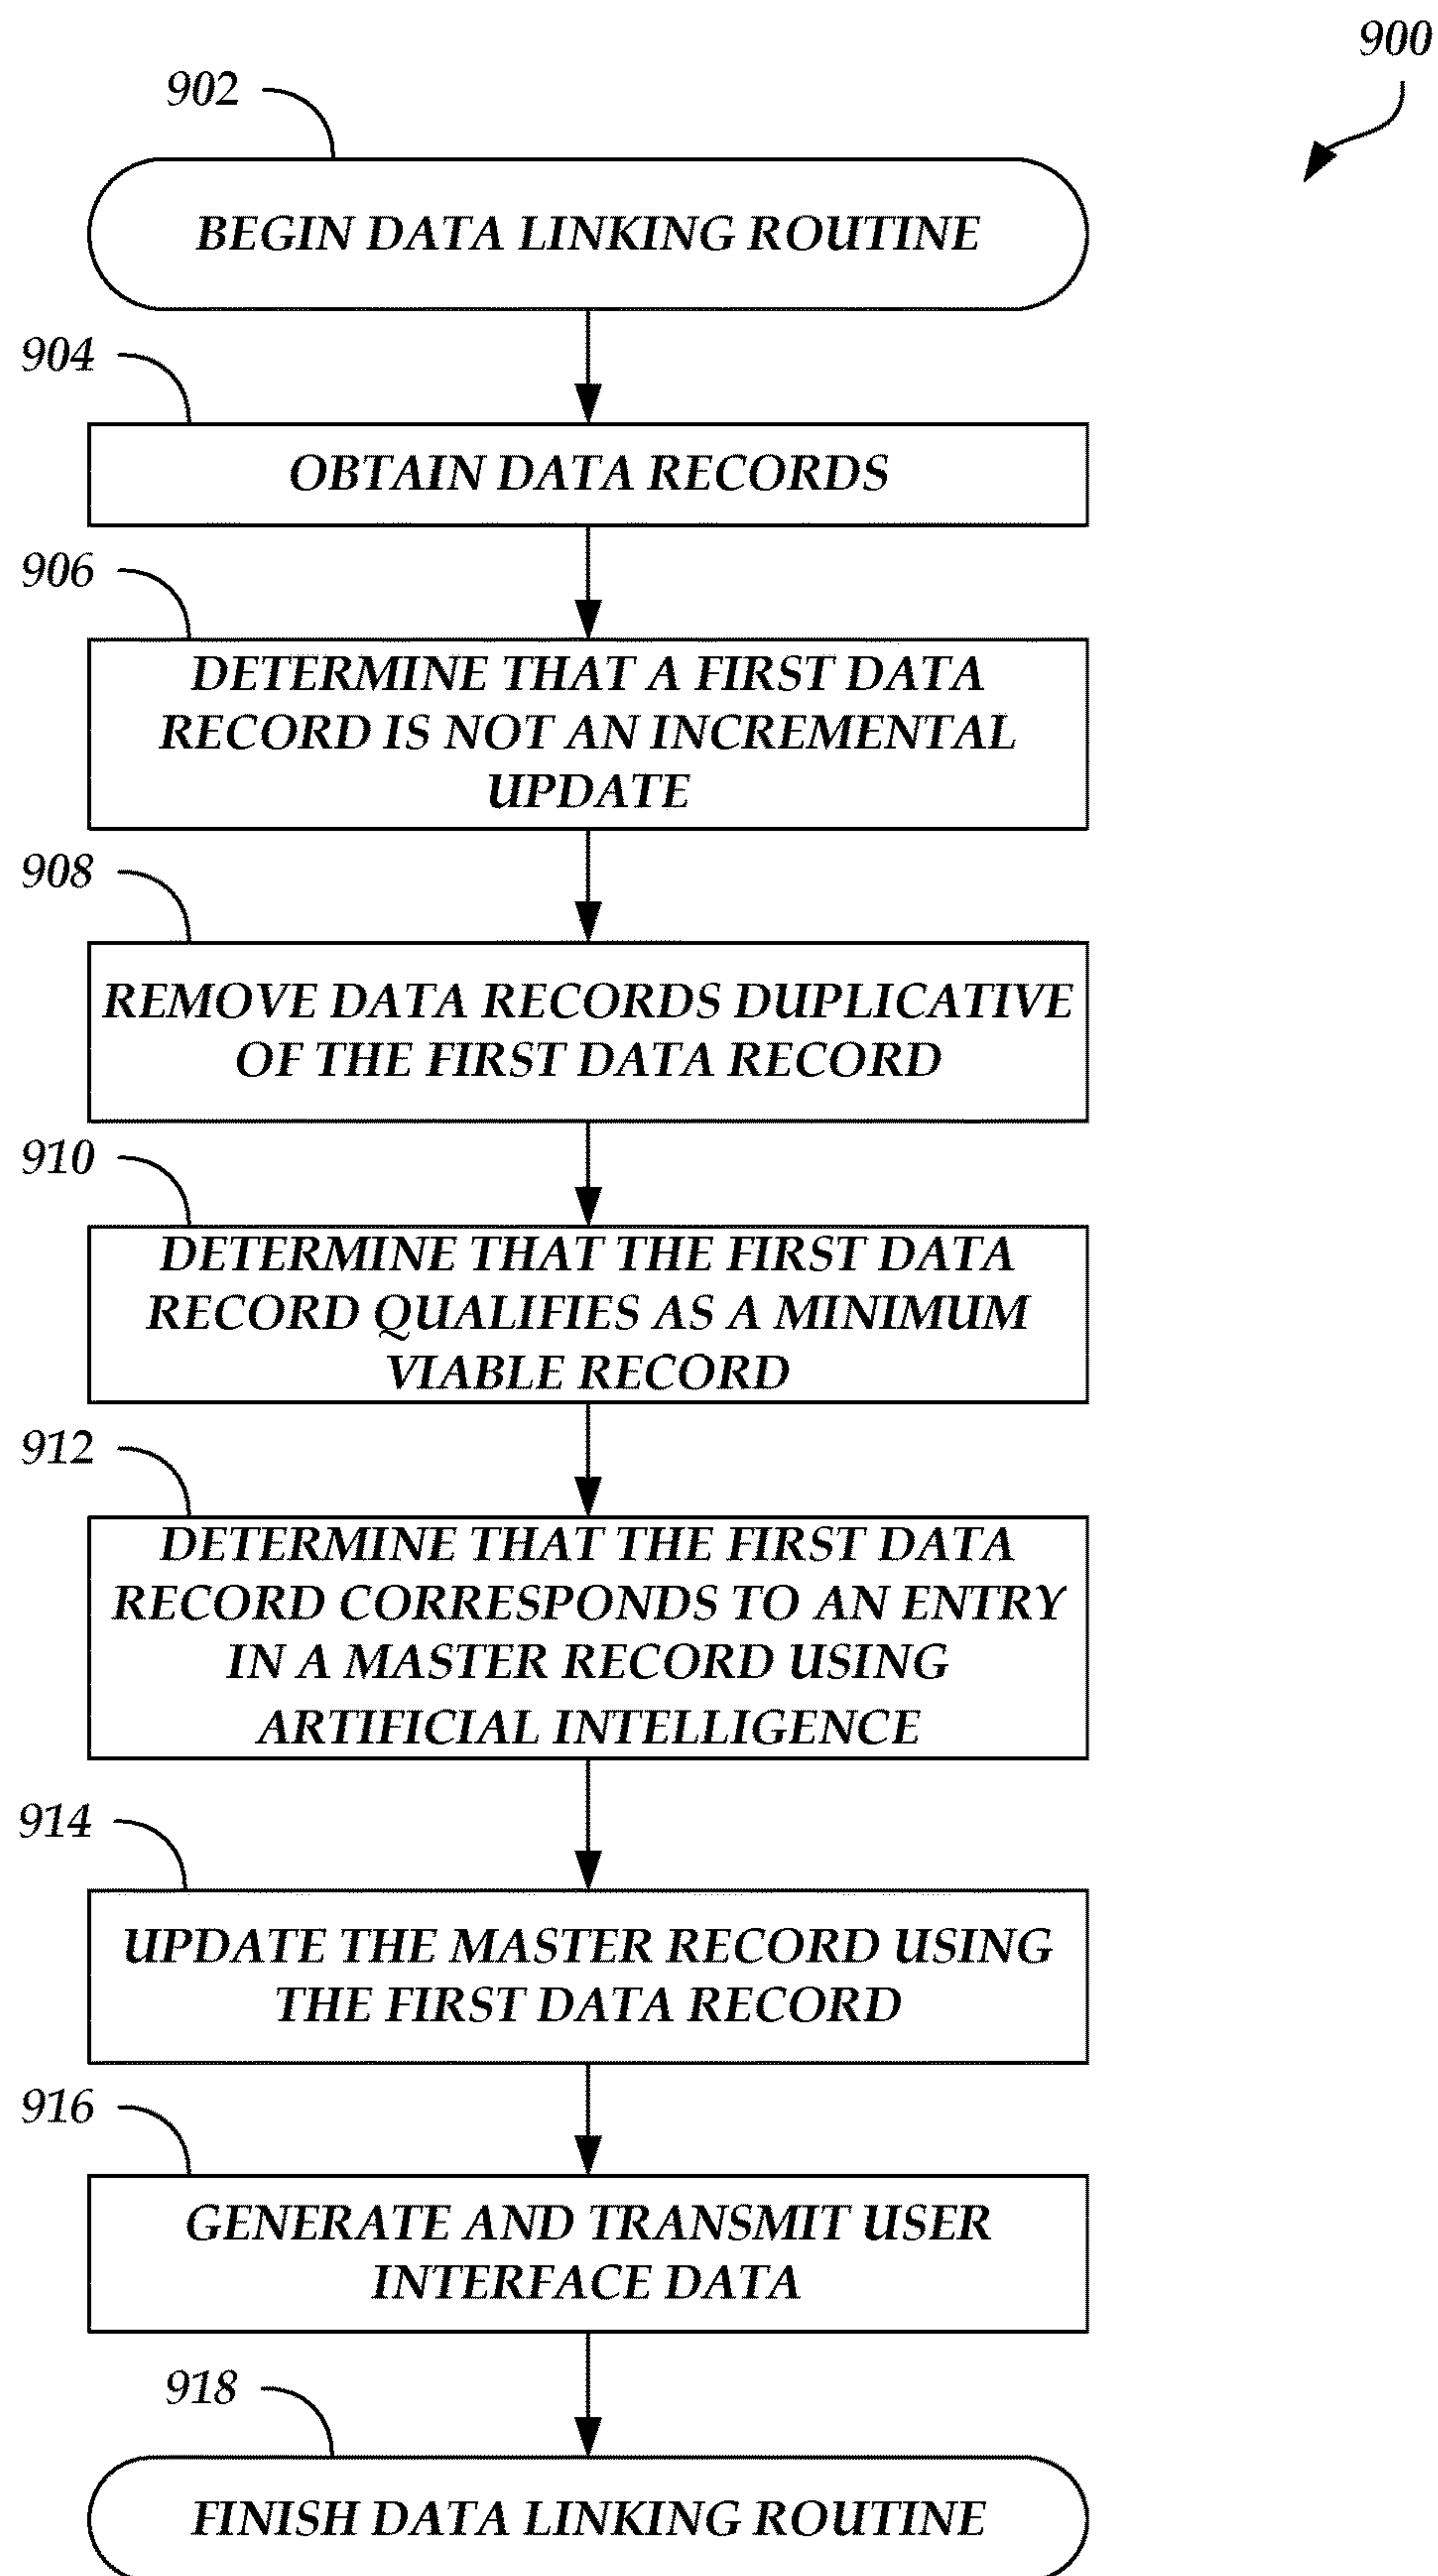 900
902
BEGIN DATA LINKING ROUTINE
904
OBTAIN DATA RECORDS
906
DETERMINE THAT A FIRST DATA
RECORD IS NOT AN INCREMENTAL
UPDATE
908
REMOVE DATA RECORDS DUPLICATIVE
OF THE FIRST DATA RECORD
910
DETERMINE THAT THE FIRST DATA
RECORD QUALIFIES AS A MINIMUM
VIABLE RECORD
912
DETERMINE THAT THE FIRST DATA
RECORD CORRESPONDS TO AN ENTRY
IN A MASTER RECORD USING
ARTIFICIAL INTELLIGENCE
914
UPDATE THE MASTER RECORD USING
THE FIRST DATA RECORD
916
GENERATE AND TRANSMIT USER
INTERFACE DATA
918
FINISH DATA LINKING ROUTINE